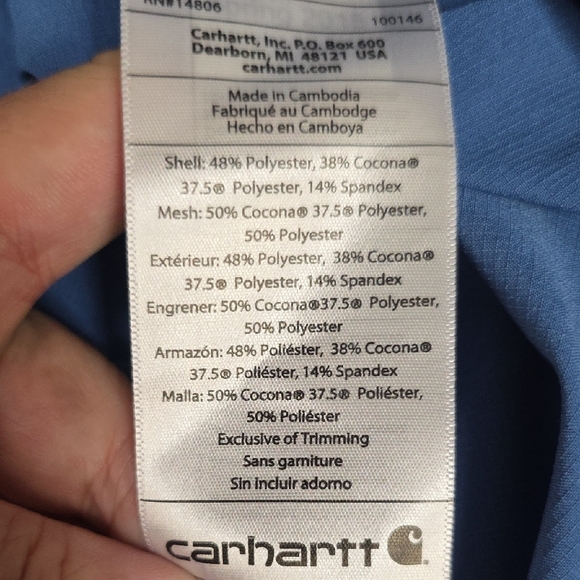 RN#14806
100146
Carhartt, Inc. P.O. Box 600
Dearborn, MI 48121 USA
carhartt.com
Made in Cambodia
Fabriqué au Cambodge
Hecho en Camboya
Shell: 48% Polyester, 38% Cocona®
37.5® Polyester, 14% Spandex
Mesh: 50% Cocona® 37.5® Polyester,
50% Polyester
Extérieur: 48% Polyester, 38% Cocona®
37.5® Polyester, 14% Spandex
Engrener: 50% Cocona®37.5® Polyester,
50% Polyester
Armazón: 48% Poliéster, 38% Cocona®
37.5® Poliéster, 14% Spandex
Malla: 50% Cocona® 37.5® Poliéster,
50% Poliéster
Exclusive of Trimming
Sans garniture
Sin incluir adorno
carhartt